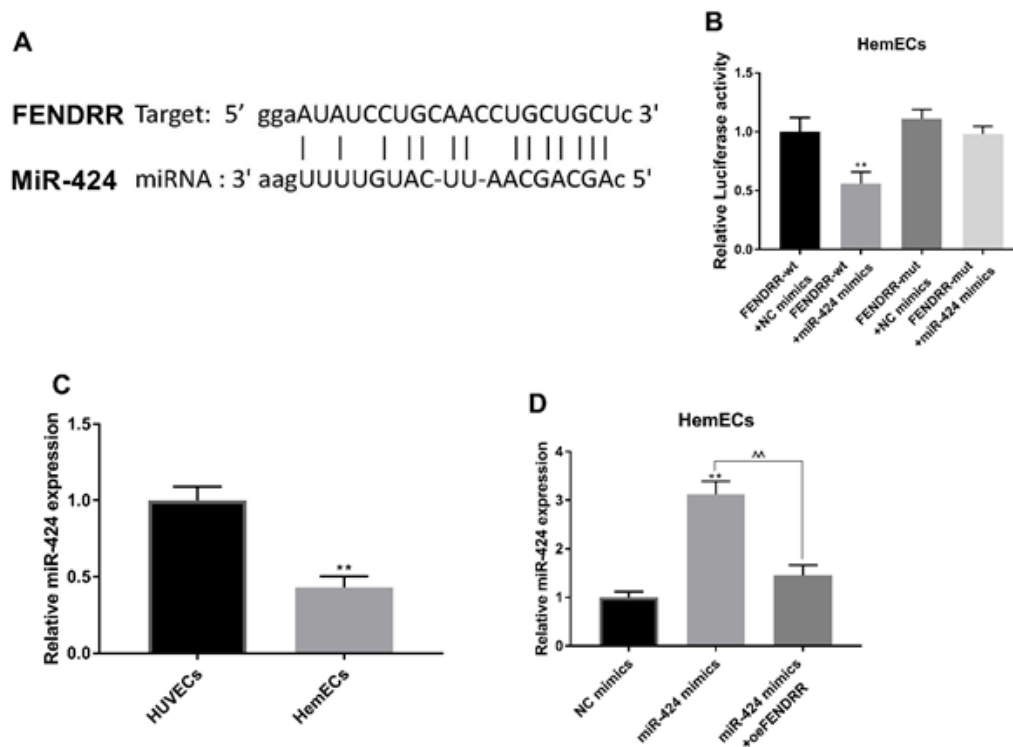 A
FENDRR Target: 5' ggaAUAUCCUGCAACCUGCUGCUc 3'
MiR-424 miRNA : 3' aagUUUUGUAC-UU-AACGACGAc 5'
B
HemECs
Relative Luciferase activity
1.5
1.0
0.5
0.0
**
FENDRR-wt
+NC mimics
FENDRR-wt
+miR-424 mimics
FENDRR-mut
+NC mimics
FENDRR-mut
+miR-424 mimics
C
Relative miR-424 expression
1.5
1.0
0.5
0.0
**
HUVECs
HemECs
D
HemECs
Relative miR-424 expression
4
3
2
1
0
**
^^
NC mimics
miR-424 mimics
miR-424 mimics
+oeFENDRR